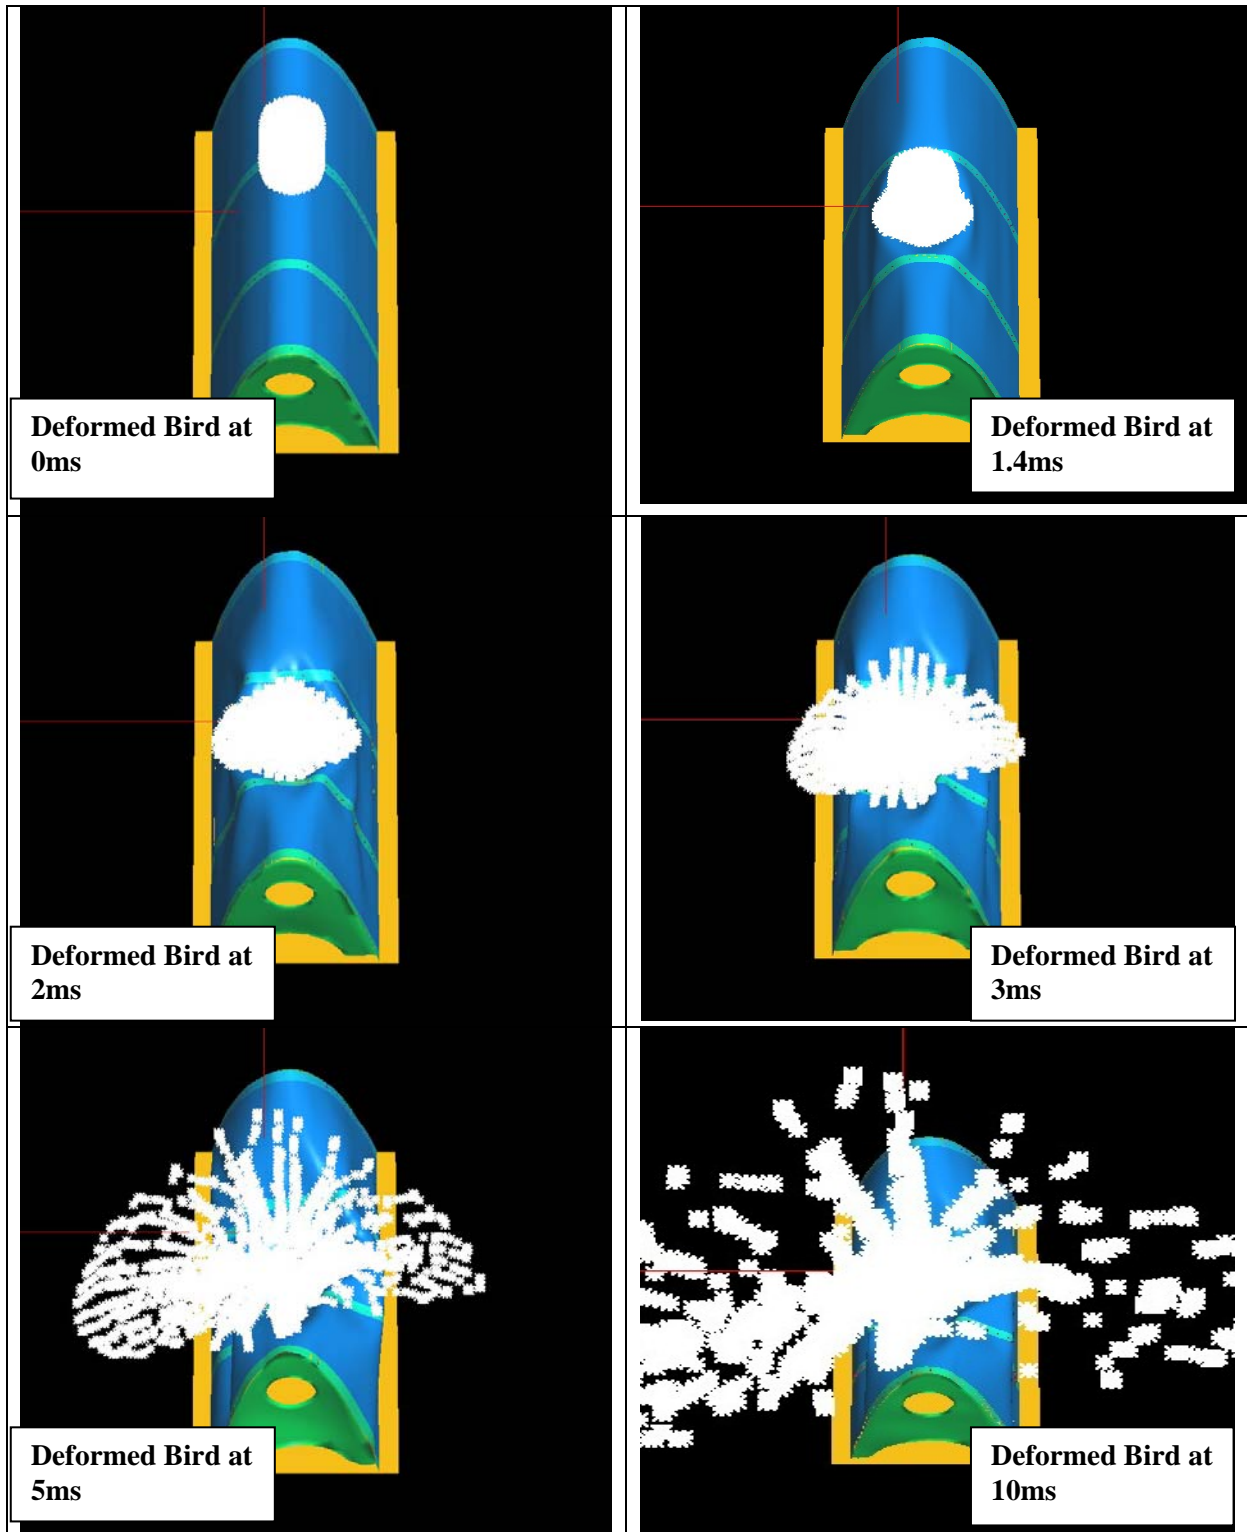 Deformed Bird at
0ms
Deformed Bird at
1.4ms
Deformed Bird at
2ms
Deformed Bird at
3ms
Deformed Bird at
5ms
Deformed Bird at
10ms